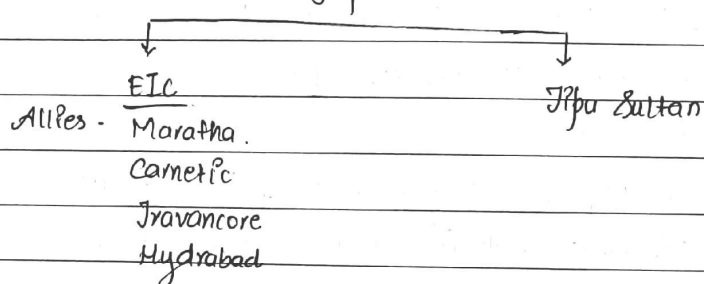 EIC
Tipu Sultan
Allies - Maratha.
Carnetic
Travancore
Hydrabad